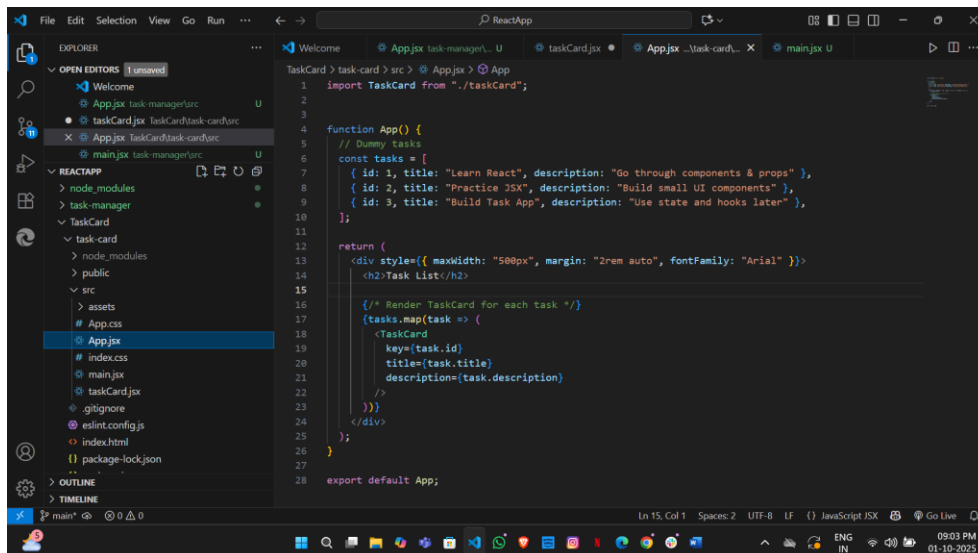 File Edit Selection View Go Run ···
ReactApp
EXPLORER ···
OPEN EDITORS 1 unsaved
Welcome
App.jsx task-manager\src U
taskCard.jsx TaskCard\task-card\src
App.jsx TaskCard\task-card\src
main.jsx task-manager\src U
REACTAPP
node_modules
task-manager
TaskCard
task-card
node_modules
public
src
assets
# App.css
App.jsx
# index.css
main.jsx
taskCard.jsx
.gitignore
eslint.config.js
<> index.html
{} package-lock.json
OUTLINE
TIMELINE
1
11
Welcome
App.jsx task-manager\... U
taskCard.jsx
App.jsx ...\task-card\...
main.jsx U
TaskCard > task-card > src > App.jsx > App
1 import TaskCard from "./taskCard";
2
3
4 function App() {
5 // Dummy tasks
6 const tasks = [
7 { id: 1, title: "Learn React", description: "Go through components & props" },
8 { id: 2, title: "Practice JSX", description: "Build small UI components" },
9 { id: 3, title: "Build Task App", description: "Use state and hooks later" },
10 ];
11
12 return (
13 <div style={{ maxWidth: "500px", margin: "2rem auto", fontFamily: "Arial" }}>
14 <h2>Task List</h2>
15
16 {/* Render TaskCard for each task */}
17 {tasks.map(task => (
18 <TaskCard
19 key={task.id}
20 title={task.title}
21 description={task.description}
22 />
23 ))}
24 </div>
25 );
26 }
27
28 export default App;
main* 0 0
Ln 15, Col 1 Spaces: 2 UTF-8 LF {} JavaScript JSX Go Live
5
ENG
IN
09:03 PM
01-10-2025